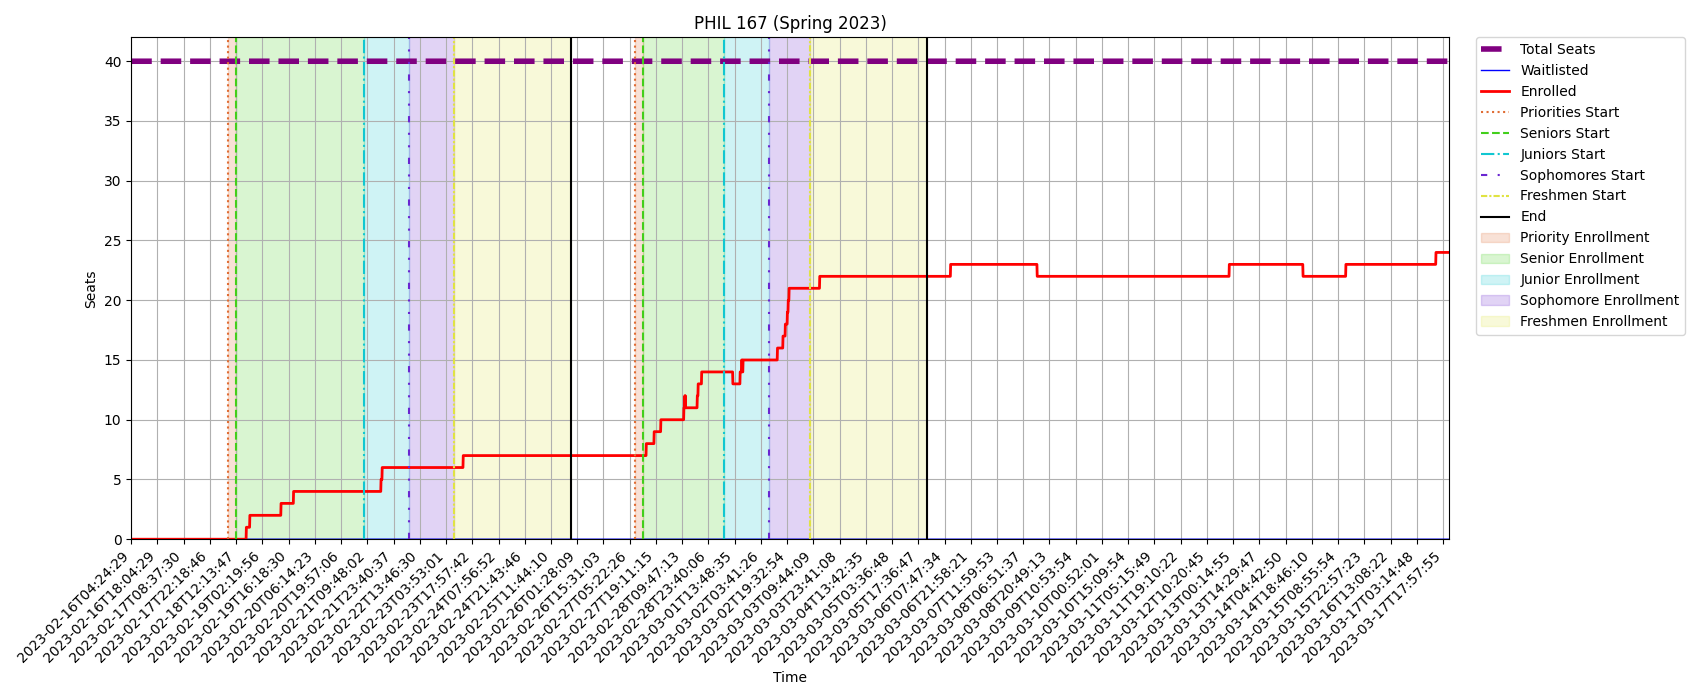 PHIL 167 (Spring 2023)
Seats
40
35
30
25
20
15
10
5
0
2023-02-16T04:24:29
2023-02-16T18:04:29
2023-02-17T08:37:30
2023-02-17T22:18:46
2023-02-18T12:13:47
2023-02-19T02:19:56
2023-02-19T16:18:30
2023-02-20T06:14:23
2023-02-20T19:57:06
2023-02-21T09:48:02
2023-02-21T23:40:37
2023-02-22T13:46:30
2023-02-23T03:53:01
2023-02-23T17:57:42
2023-02-24T07:56:52
2023-02-24T21:43:46
2023-02-25T11:44:10
2023-02-26T01:28:09
2023-02-26T15:31:03
2023-02-27T05:22:26
2023-02-27T19:11:15
2023-02-28T09:47:13
2023-02-28T23:40:06
2023-03-01T13:48:35
2023-03-02T03:41:26
2023-03-02T19:32:54
2023-03-03T09:44:09
2023-03-03T23:41:08
2023-03-04T13:42:35
2023-03-05T03:36:48
2023-03-05T17:36:47
2023-03-06T07:47:34
2023-03-06T21:58:21
2023-03-07T11:59:53
2023-03-08T06:51:37
2023-03-08T20:49:13
2023-03-09T10:53:54
2023-03-10T00:52:01
2023-03-10T15:09:54
2023-03-11T05:15:49
2023-03-11T19:10:22
2023-03-12T10:20:45
2023-03-13T00:14:55
2023-03-13T14:29:47
2023-03-14T04:42:50
2023-03-14T18:46:10
2023-03-15T08:55:54
2023-03-15T22:57:23
2023-03-16T13:08:22
2023-03-17T03:14:48
2023-03-17T17:57:55
Time
Total Seats
Waitlisted
Enrolled
Priorities Start
Seniors Start
Juniors Start
Sophomores Start
Freshmen Start
End
Priority Enrollment
Senior Enrollment
Junior Enrollment
Sophomore Enrollment
Freshmen Enrollment